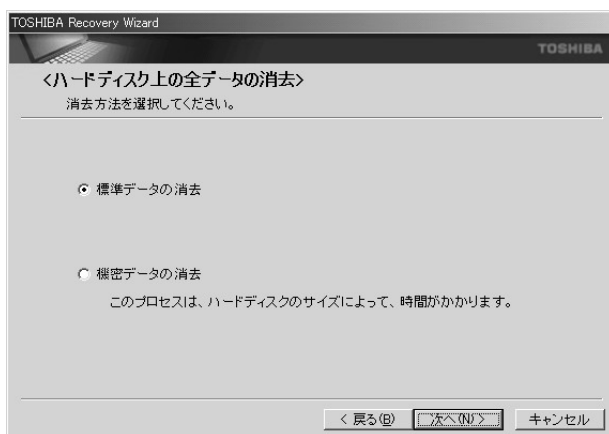 TOSHIBA Recovery Wizard
TOSHIBA
<ハードディスク上の全データの消去>
消去方法を選択してください。
標準データの消去
機密データの消去
このプロセスは、ハードディスクのサイズによって、時間がかかります。
< 戻る(B)
次へ(N) >
キャンセル